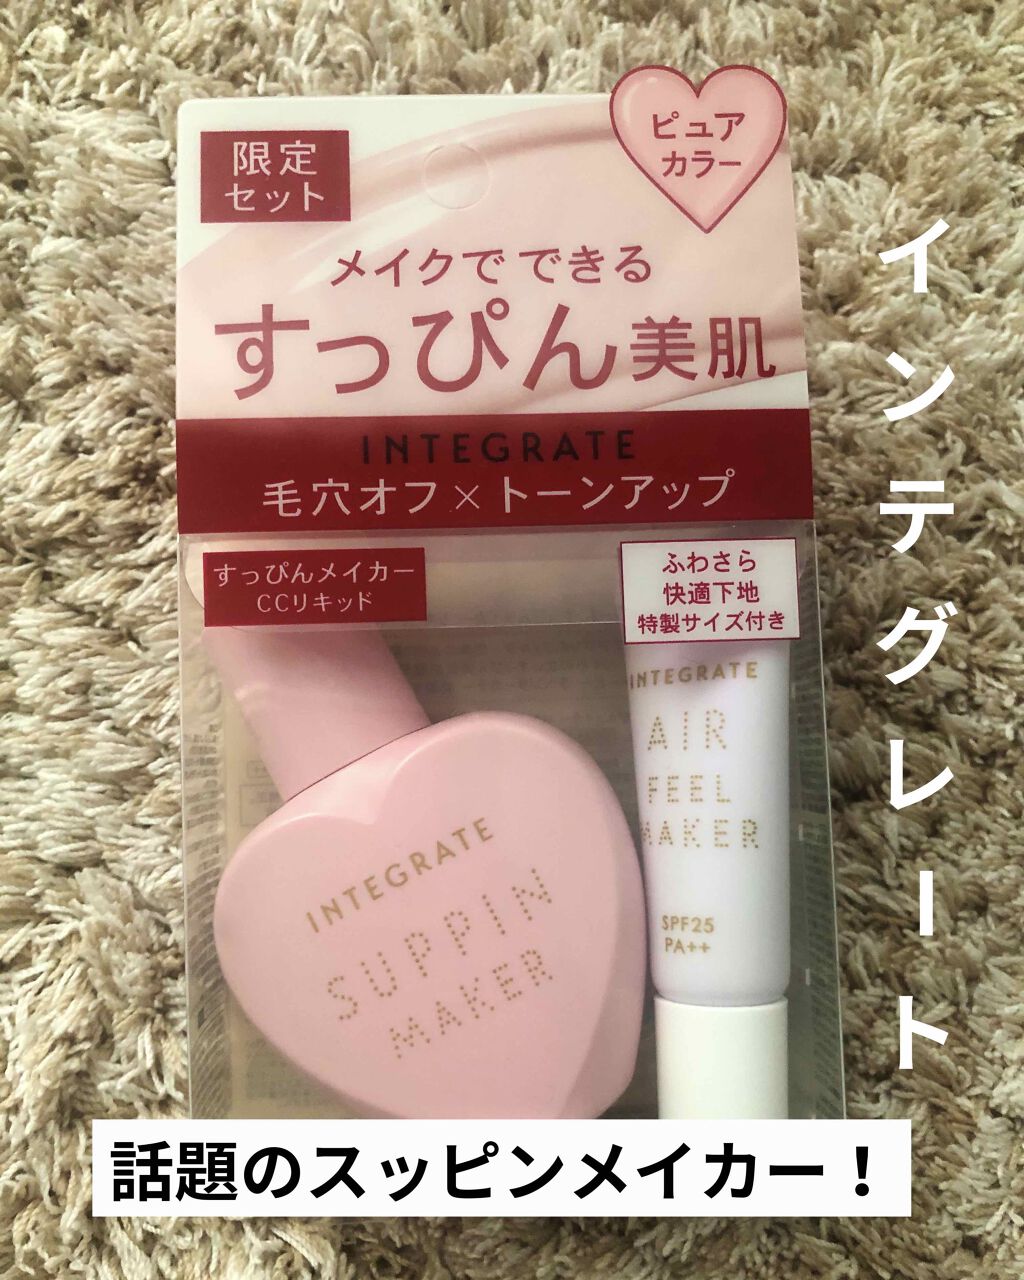 限定
セット
ピュア
カラー
メイクで できる
すっぴん美肌
INTEGRATE
毛穴オフ×トーンアップ
すっぴんメイカー
CCリキッド
ふわさら
快適下地
特製サイズ付き
INTEGRATE
AIR
FEEL
MAKER
SPF25
PA++
INTEGRATE
SUPPIN
MAKER
インテグレート
話題のスッピンメイカー！